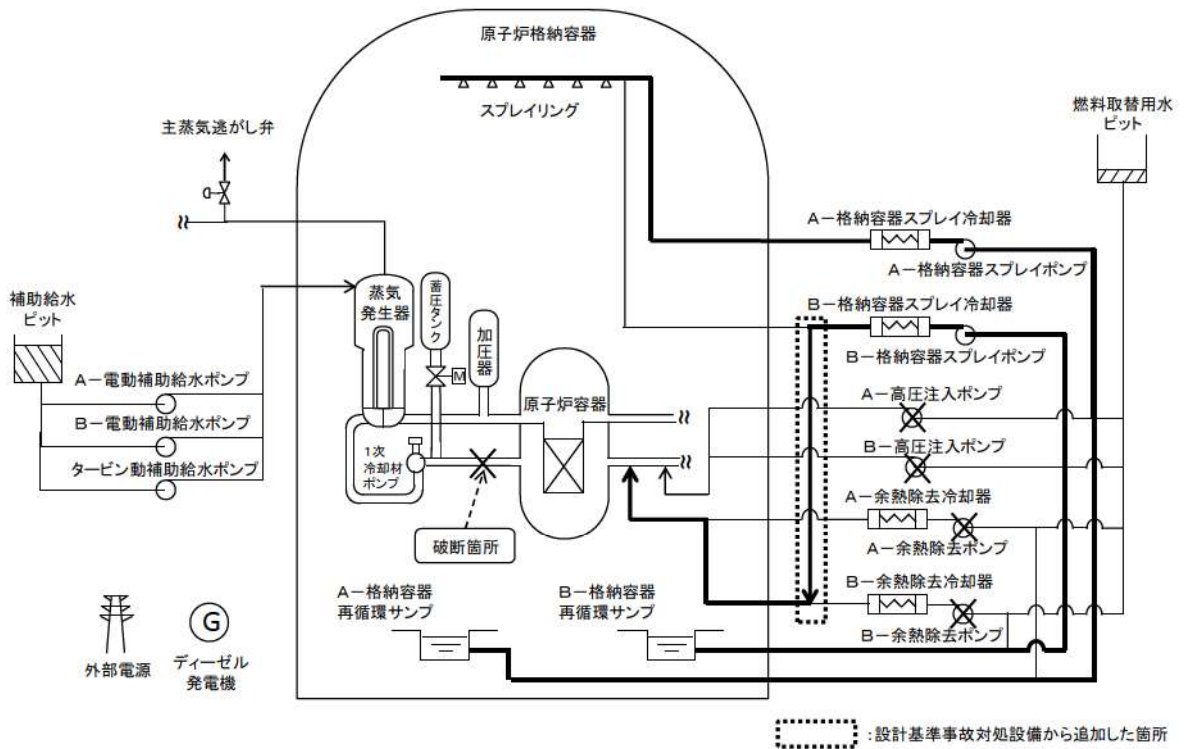 原子炉格納容器
スプレイリング
燃料取替用水
ピット
主蒸気逃がし弁
A-格納容器スプレイ冷却器
A-格納容器スプレイポンプ
蒸気
発生器
蓄圧タンク
加圧器
M
補助給水
ピット
B-格納容器スプレイ冷却器
B-格納容器スプレイポンプ
A-電動補助給水ポンプ
原子炉容器
A-高圧注入ポンプ
B-電動補助給水ポンプ
B-高圧注入ポンプ
タービン動補助給水ポンプ
1次
冷却材
ポンプ
A-余熱除去冷却器
A-余熱除去ポンプ
破断箇所
B-余熱除去冷却器
B-余熱除去ポンプ
A-格納容器
再循環サンプ
B-格納容器
再循環サンプ
G
外部電源
ディーゼル
発電機
:設計基準事故対処設備から追加した箇所